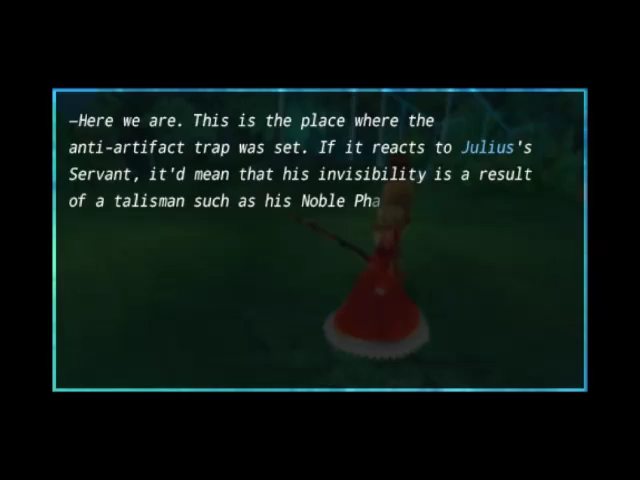 —Here we are. This is the place where the
anti-artifact trap was set. If it reacts to Julius's
Servant, it'd mean that his invisibility is a result
of a talisman such as his Noble Pha